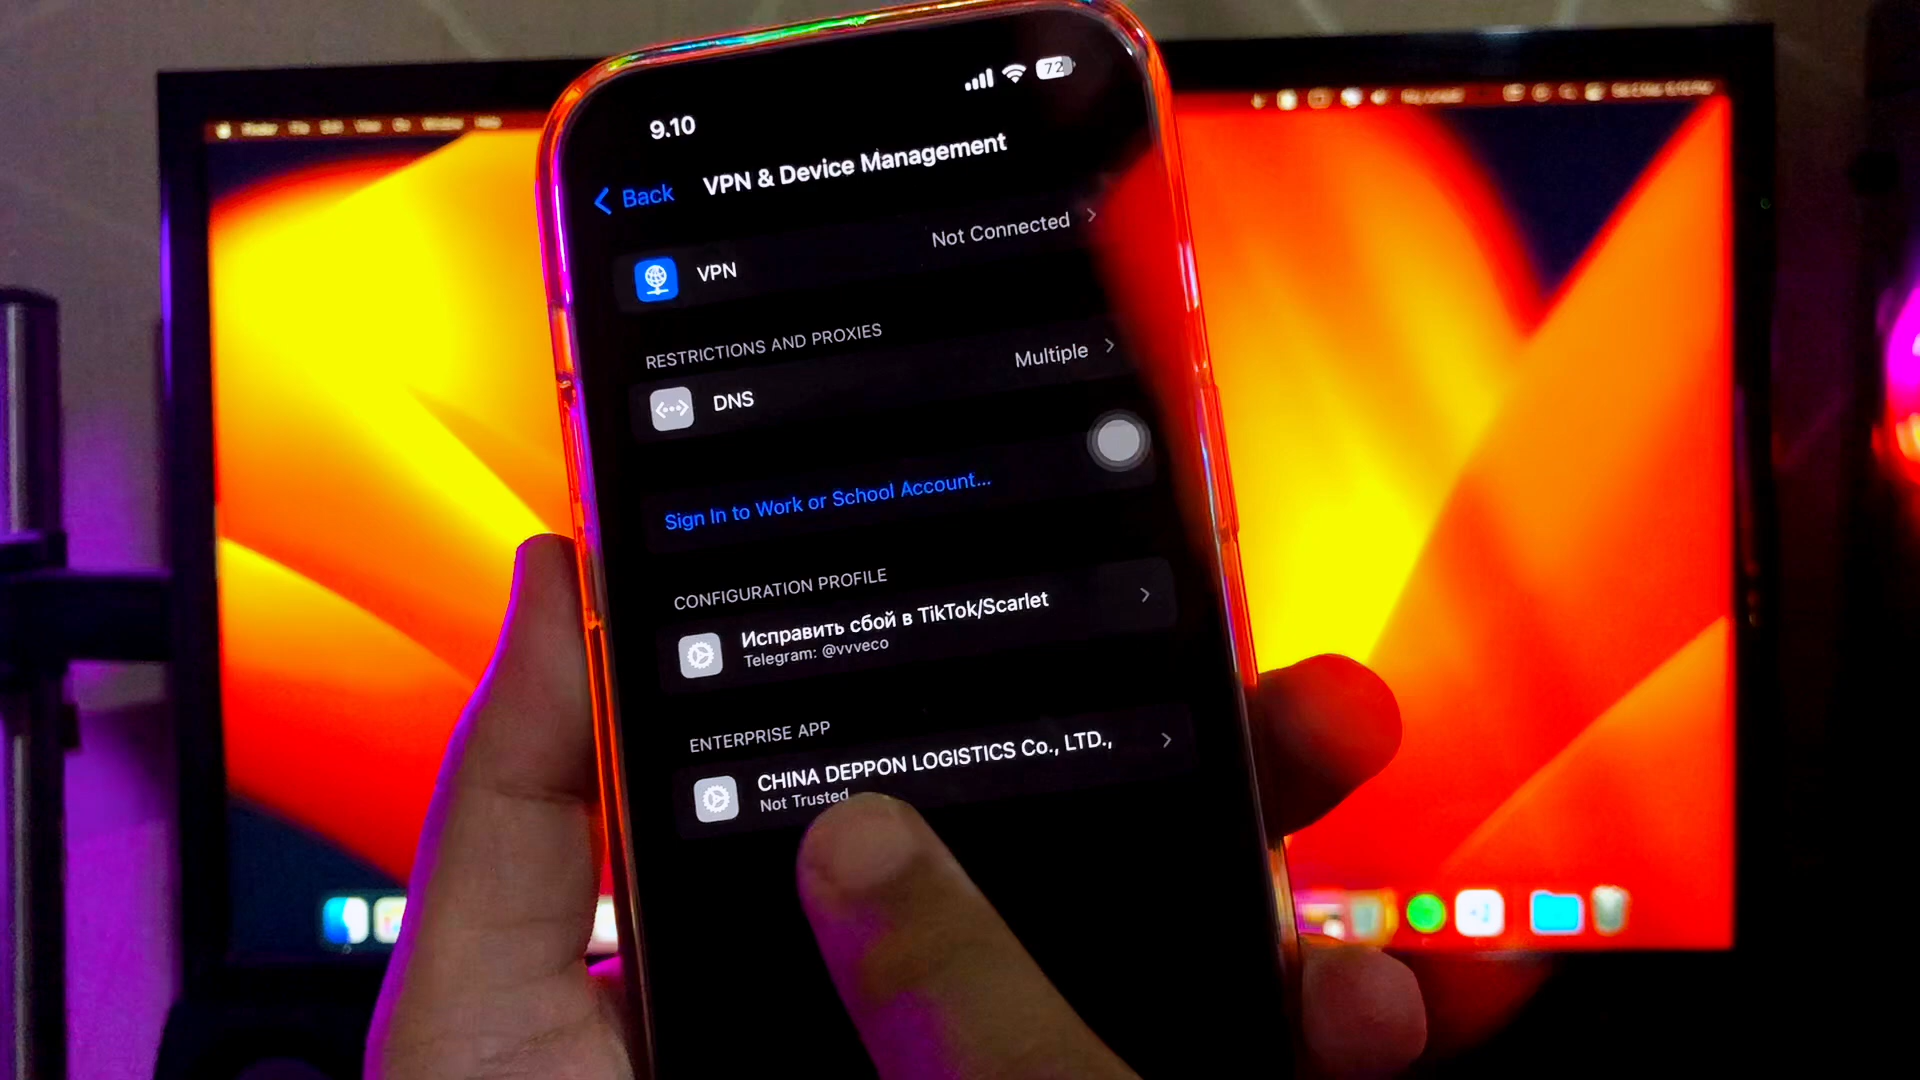 9.10
72
Back
VPN & Device Management
VPN
Not Connected
RESTRICTIONS AND PROXIES
DNS
Multiple
Sign In to Work or School Account...
CONFIGURATION PROFILE
Исправить сбой в TikTok/Scarlet
Telegram: @vvveco
ENTERPRISE APP
CHINA DEPPON LOGISTICS Co., LTD.,
Not Trusted